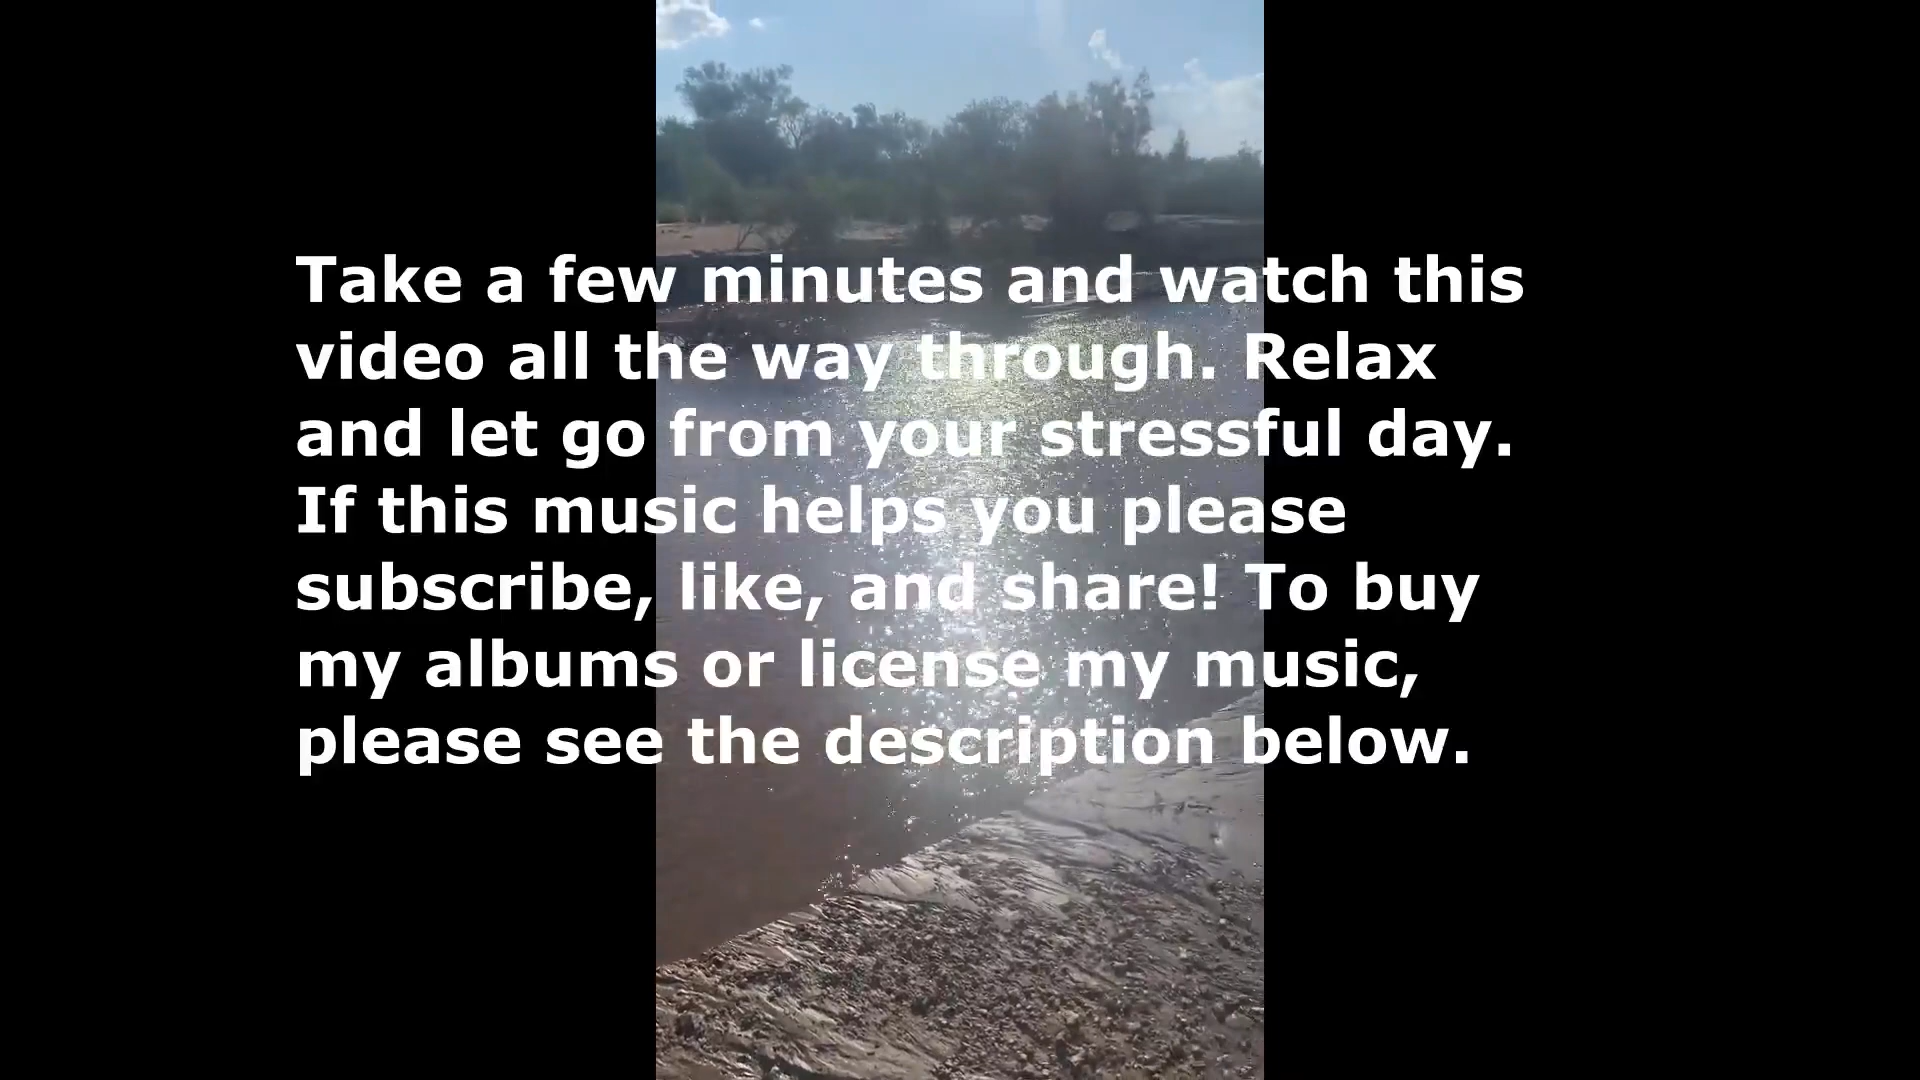 Take a few minutes and watch this
video all the way through. Relax
and let go from your stressful day.
If this music helps you please
subscribe, like, and share! To buy
my albums or license my music,
please see the description below.